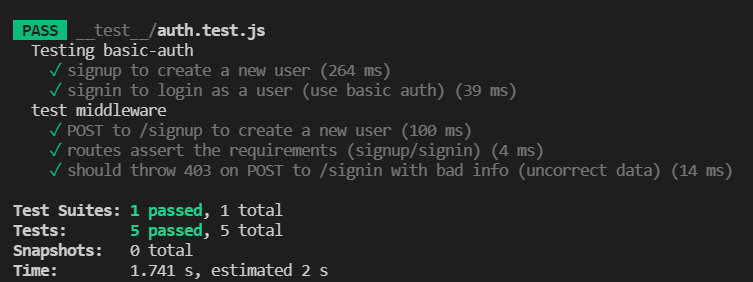 PASS __test__/auth.test.js
Testing basic-auth
✓ signup to create a new user (264 ms)
✓ signin to login as a user (use basic auth) (39 ms)
test middleware
✓ POST to /signup to create a new user (100 ms)
✓ routes assert the requirements (signup/signin) (4 ms)
✓ should throw 403 on POST to /signin with bad info (uncorrect data) (14 ms)
Test Suites: 1 passed, 1 total
Tests: 5 passed, 5 total
Snapshots: 0 total
Time: 1.741 s, estimated 2 s